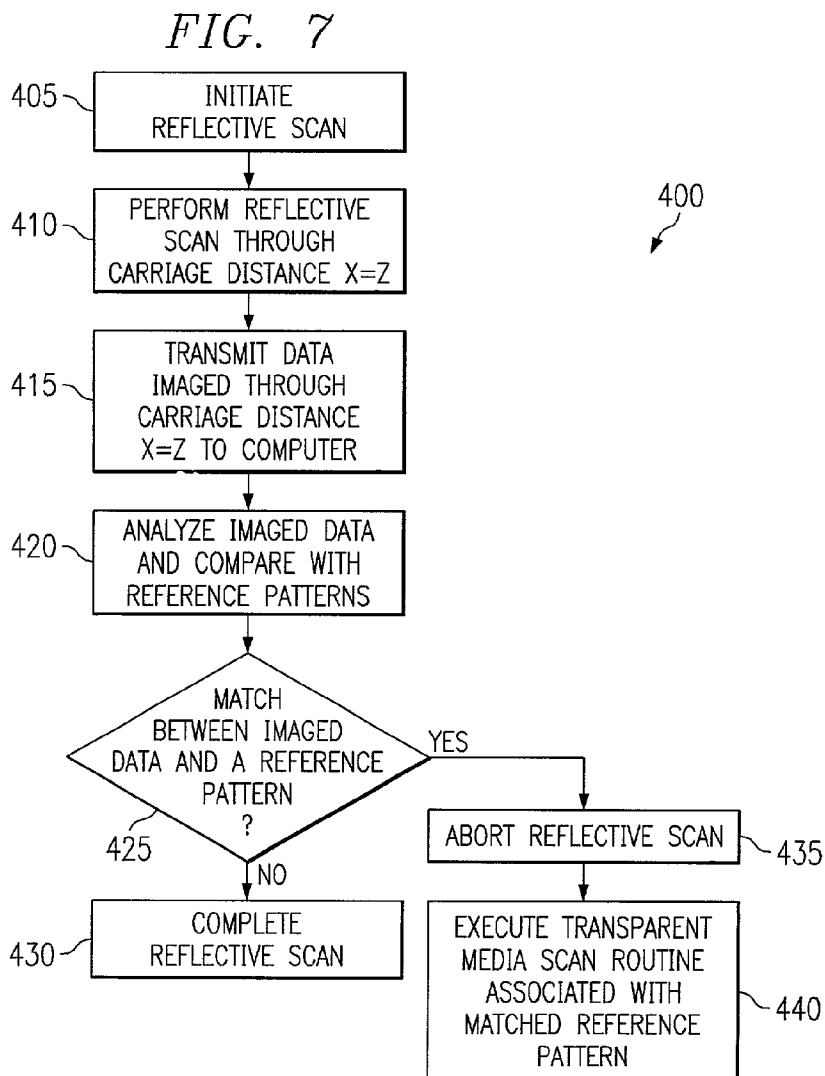 FIG. 7
405
INITIATE
REFLECTIVE SCAN
410
PERFORM REFLECTIVE
SCAN THROUGH
CARRIAGE DISTANCE X=Z
400
415
TRANSMIT DATA
IMAGED THROUGH
CARRIAGE DISTANCE
X=Z TO COMPUTER
420
ANALYZE IMAGED DATA
AND COMPARE WITH
REFERENCE PATTERNS
MATCH
BETWEEN IMAGED
DATA AND A REFERENCE
PATTERN
?
425
YES
NO
430
COMPLETE
REFLECTIVE SCAN
ABORT REFLECTIVE SCAN
435
EXECUTE TRANSPARENT
MEDIA SCAN ROUTINE
ASSOCIATED WITH
MATCHED REFERENCE
PATTERN
440